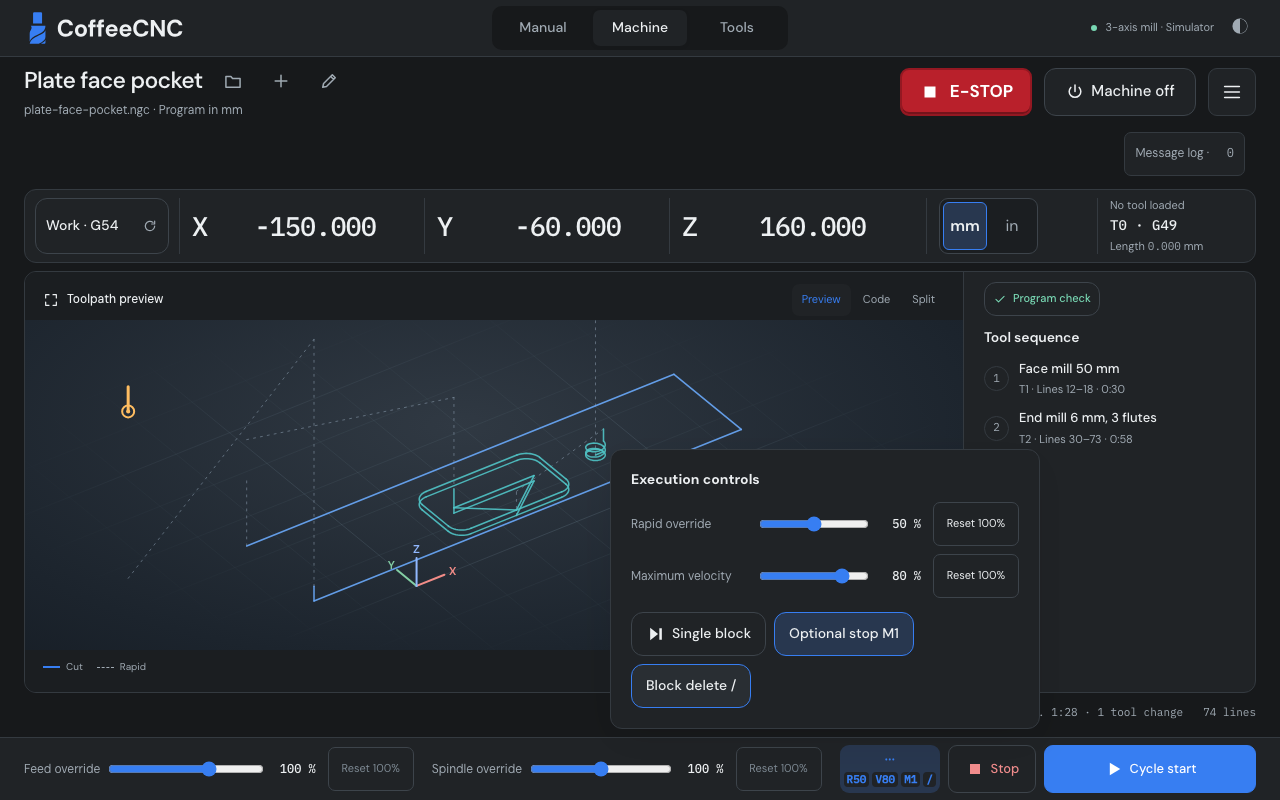 CoffeeCNC
Manual Machine Tools
3-axis mill · Simulator
Plate face pocket
plate-face-pocket.ngc · Program in mm
E-STOP
Machine off
Message log · 0
Work · G54
X -150.000
Y -60.000
Z 160.000
mm in
No tool loaded
T0 · G49
Length 0.000 mm
Toolpath preview
Preview Code Split
Program check
Tool sequence
1 Face mill 50 mm
T1 · Lines 12–18 · 0:30
2 End mill 6 mm, 3 flutes
T2 · Lines 30–73 · 0:58
Z
Y
X
Cut Rapid
Execution controls
Rapid override 50 % Reset 100%
Maximum velocity 80 % Reset 100%
Single block
Optional stop M1
Block delete /
1:28 · 1 tool change 74 lines
Feed override 100 % Reset 100%
Spindle override 100 % Reset 100%
...
R50 V80 M1 /
Stop
Cycle start